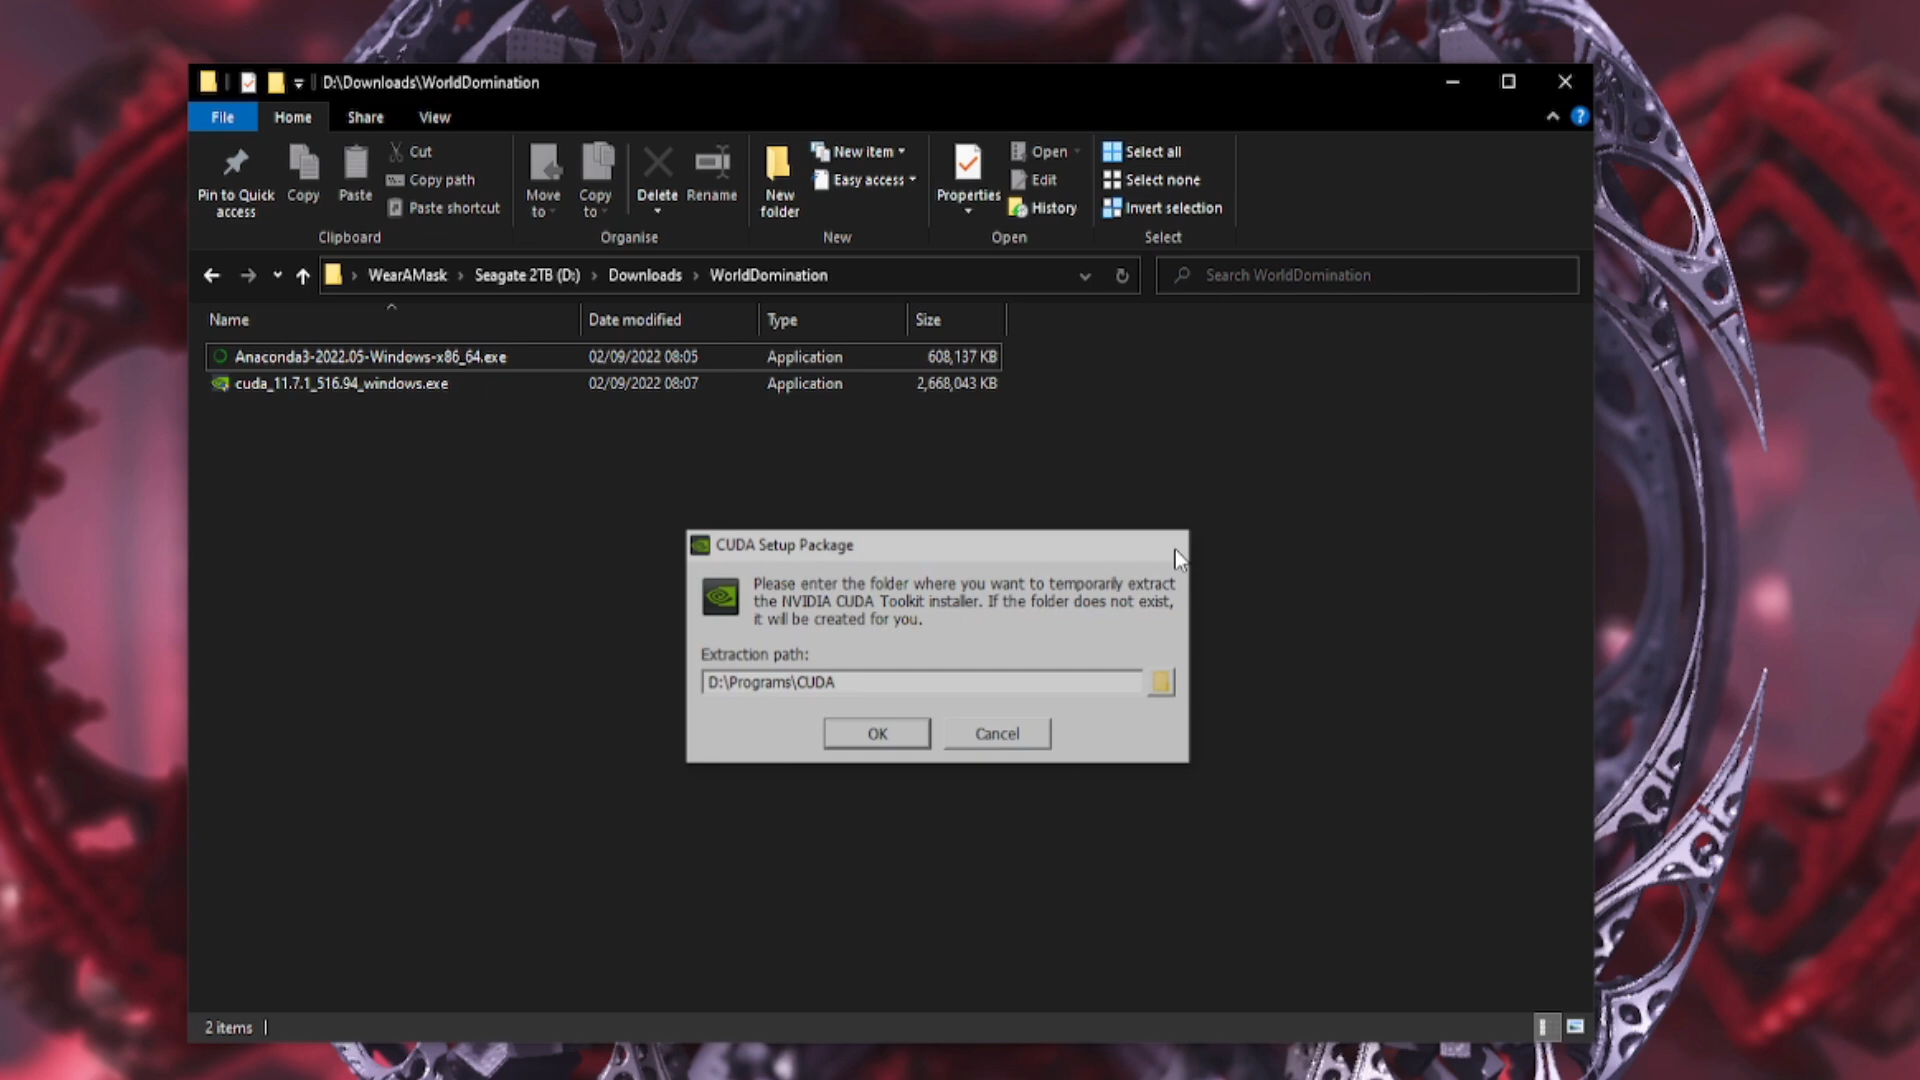 D:\Downloads\WorldDomination
File Home Share View
Pin to Quick access
Copy
Paste
Cut
Copy path
Paste shortcut
Clipboard
Move to
Copy to
Delete
Rename
Organise
New folder
New item
Easy access
New
Properties
Open
Edit
History
Open
Select all
Select none
Invert selection
Select
WearAMask › Seagate 2TB (D:) › Downloads › WorldDomination
Search WorldDomination
Name Date modified Type Size
Anaconda3-2022.05-Windows-x86_64.exe 02/09/2022 08:05 Application 608,137 KB
cuda_11.7.1_516.94_windows.exe 02/09/2022 08:07 Application 2,668,043 KB
CUDA Setup Package
Please enter the folder where you want to temporarily extract
the NVIDIA CUDA Toolkit installer. If the folder does not exist,
it will be created for you.
Extraction path:
D:\Programs\CUDA
OK Cancel
2 items